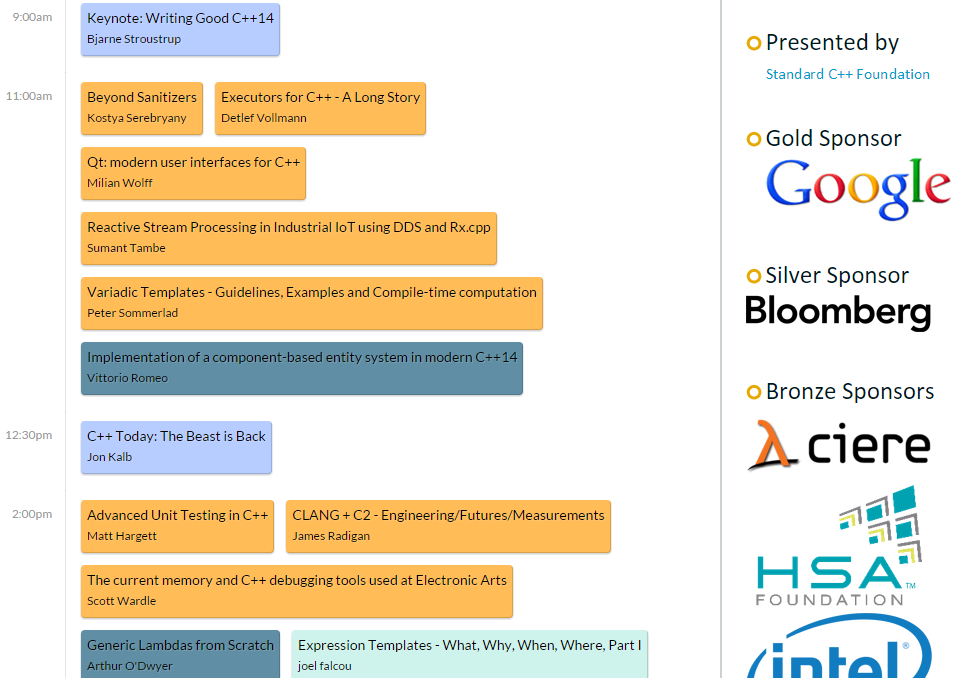 9:00am
Keynote: Writing Good C++14
Bjarne Stroustrup
11:00am
Beyond Sanitizers
Kostya Serebryany
Executors for C++ - A Long Story
Detlef Vollmann
Qt: modern user interfaces for C++
Milian Wolff
Reactive Stream Processing in Industrial IoT using DDS and Rx.cpp
Sumant Tambe
Variadic Templates - Guidelines, Examples and Compile-time computation
Peter Sommerlad
Implementation of a component-based entity system in modern C++14
Vittorio Romeo
12:30pm
C++ Today: The Beast is Back
Jon Kalb
2:00pm
Advanced Unit Testing in C++
Matt Hargett
CLANG + C2 - Engineering/Futures/Measurements
James Radigan
The current memory and C++ debugging tools used at Electronic Arts
Scott Wardle
Generic Lambdas from Scratch
Arthur O'Dwyer
Expression Templates - What, Why, When, Where, Part I
joel falcou
Presented by
Standard C++ Foundation
Gold Sponsor
Google
Silver Sponsor
Bloomberg
Bronze Sponsors
ciere
HSA™
FOUNDATION
intel®